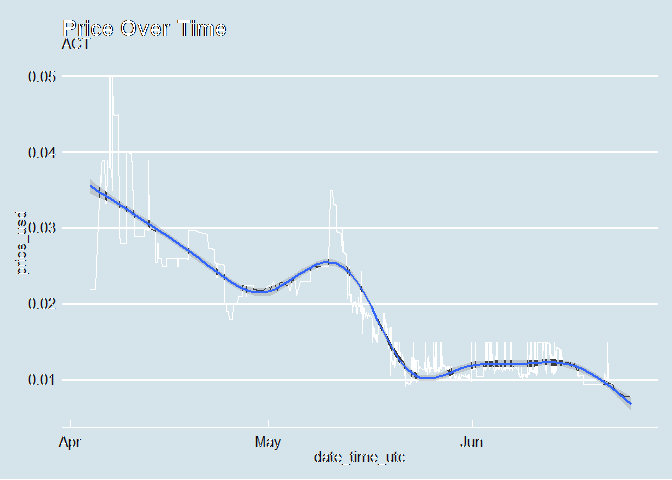 Price Over Time
ACT
0.05
0.04
0.03
0.02
0.01
price_usd
Apr
May
Jun
date_time_utc